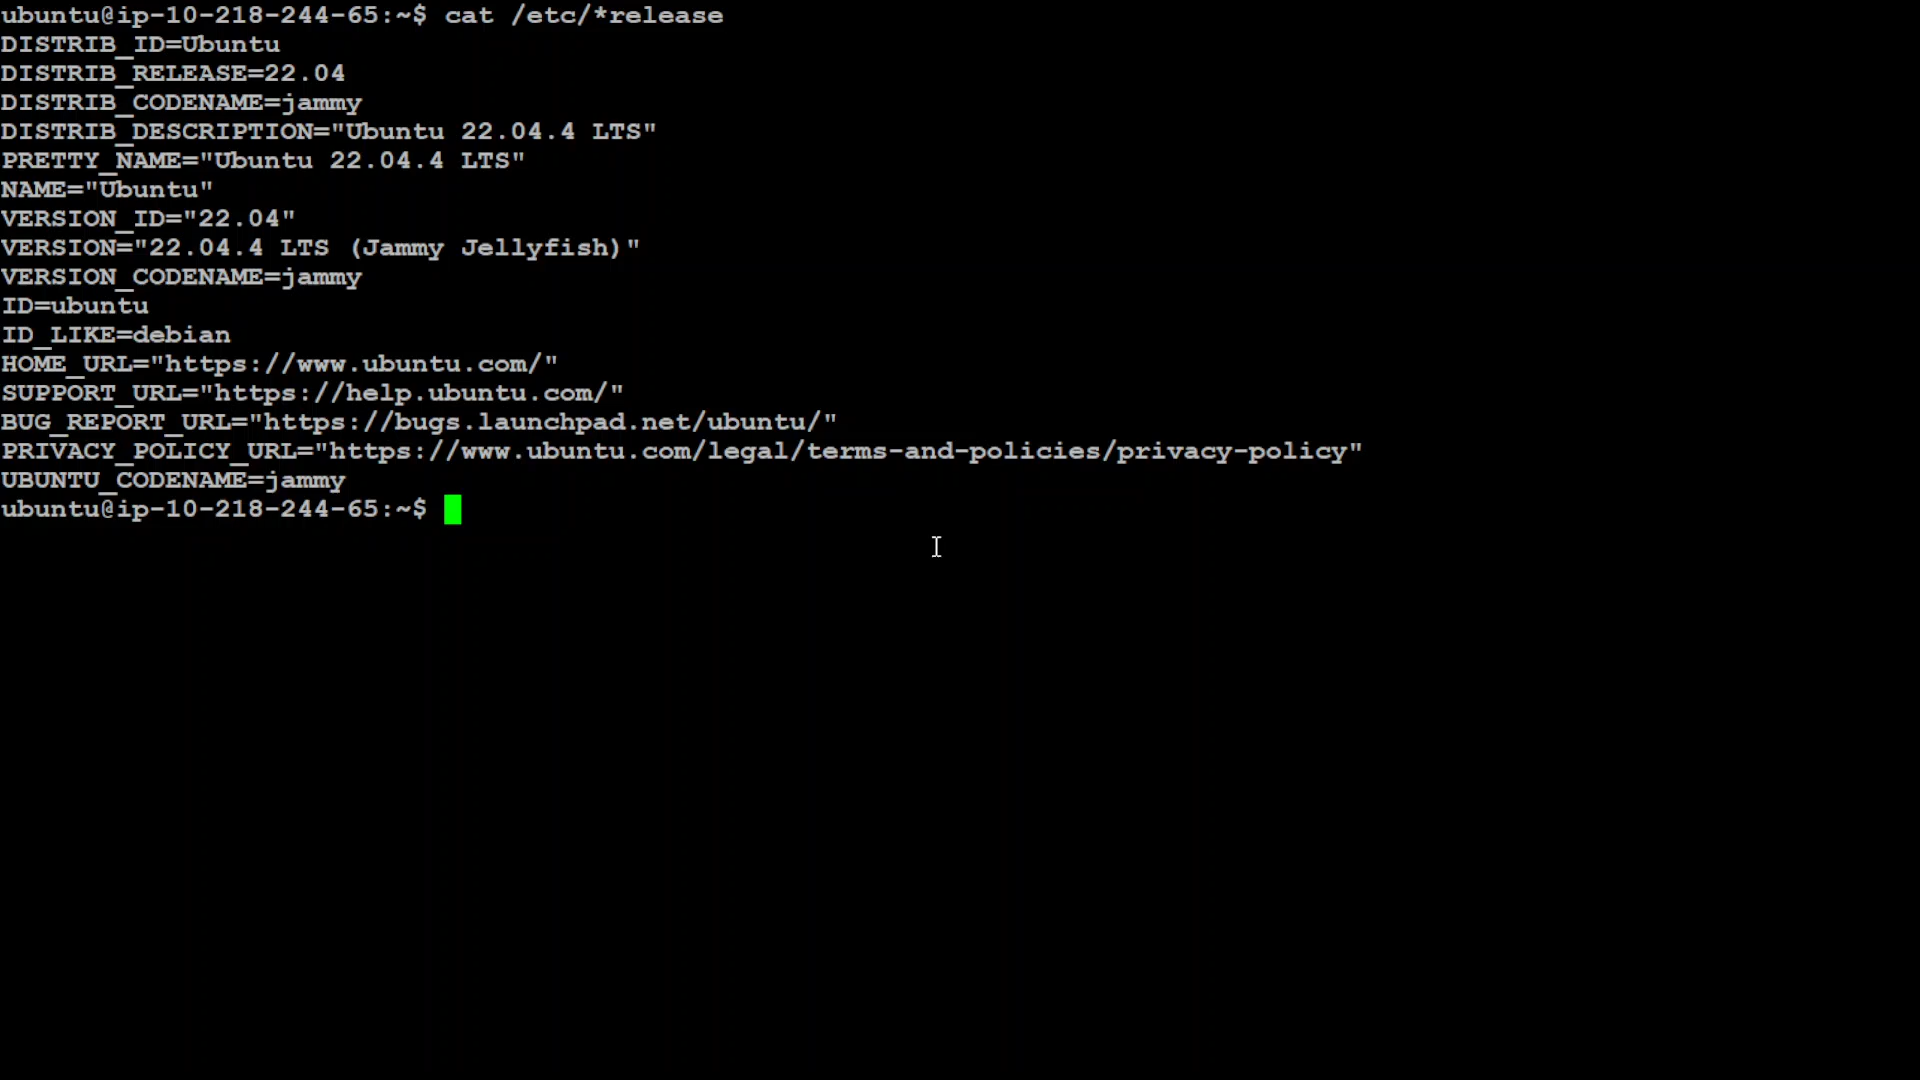 ubuntu@ip-10-218-244-65:~$ cat /etc/*release
DISTRIB_ID=Ubuntu
DISTRIB_RELEASE=22.04
DISTRIB_CODENAME=jammy
DISTRIB_DESCRIPTION="Ubuntu 22.04.4 LTS"
PRETTY_NAME="Ubuntu 22.04.4 LTS"
NAME="Ubuntu"
VERSION_ID="22.04"
VERSION="22.04.4 LTS (Jammy Jellyfish)"
VERSION_CODENAME=jammy
ID=ubuntu
ID_LIKE=debian
HOME_URL="https://www.ubuntu.com/"
SUPPORT_URL="https://help.ubuntu.com/"
BUG_REPORT_URL="https://bugs.launchpad.net/ubuntu/"
PRIVACY_POLICY_URL="https://www.ubuntu.com/legal/terms-and-policies/privacy-policy"
UBUNTU_CODENAME=jammy
ubuntu@ip-10-218-244-65:~$